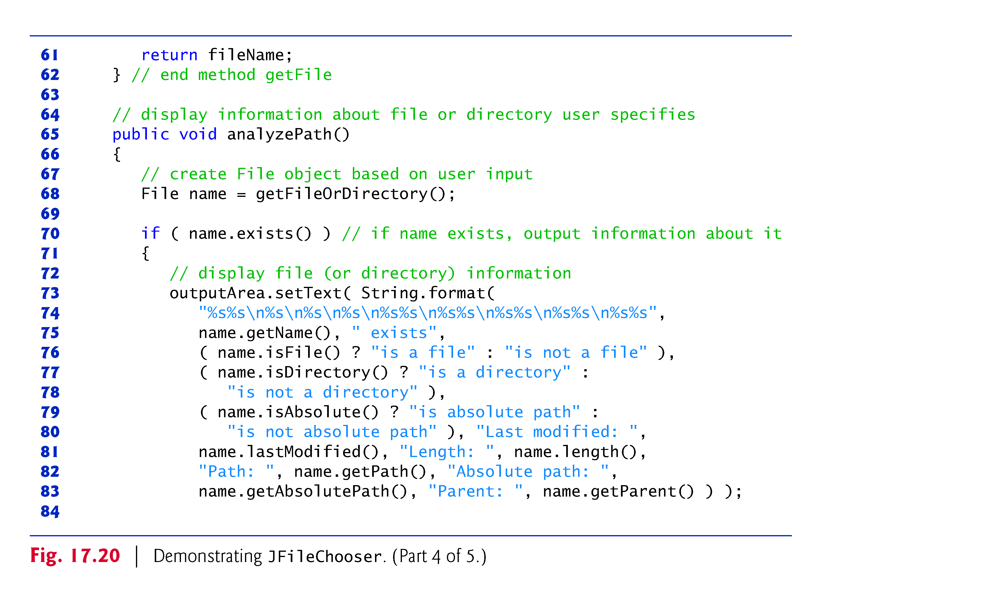 61 return fileName;
62 } // end method getFile
63
64 // display information about file or directory user specifies
65 public void analyzePath()
66 {
67 // create File object based on user input
68 File name = getFileOrDirectory();
69
70 if ( name.exists() ) // if name exists, output information about it
71 {
72 // display file (or directory) information
73 outputArea.setText( String.format(
74 "%s%s\n%s\n%s\n%s\n%s%s\n%s%s\n%s%s\n%s%s\n%s%s",
75 name.getName(), " exists",
76 ( name.isFile() ? "is a file" : "is not a file" ),
77 ( name.isDirectory() ? "is a directory" :
78 "is not a directory" ),
79 ( name.isAbsolute() ? "is absolute path" :
80 "is not absolute path" ), "Last modified: ",
81 name.lastModified(), "Length: ", name.length(),
82 "Path: ", name.getPath(), "Absolute path: ",
83 name.getAbsolutePath(), "Parent: ", name.getParent() ) );
84
Fig. 17.20 | Demonstrating JFileChooser. (Part 4 of 5.)